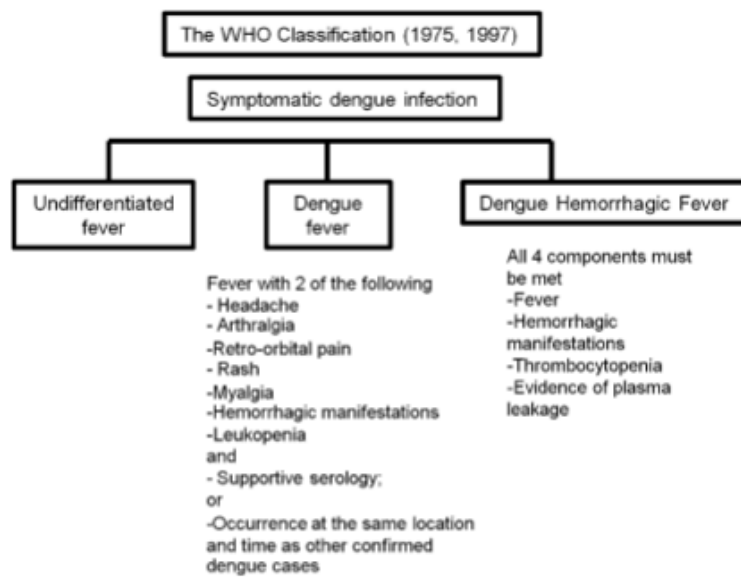 The WHO Classification (1975, 1997)
Symptomatic dengue infection
Undifferentiated
fever
Dengue
fever
Dengue Hemorrhagic Fever
Fever with 2 of the following
- Headache
- Arthralgia
-Retro-orbital pain
- Rash
-Myalgia
-Hemorrhagic manifestations
-Leukopenia
and
- Supportive serology;
or
-Occurrence at the same location
and time as other confirmed
dengue cases
All 4 components must
be met
-Fever
-Hemorrhagic
manifestations
-Thrombocytopenia
-Evidence of plasma
leakage